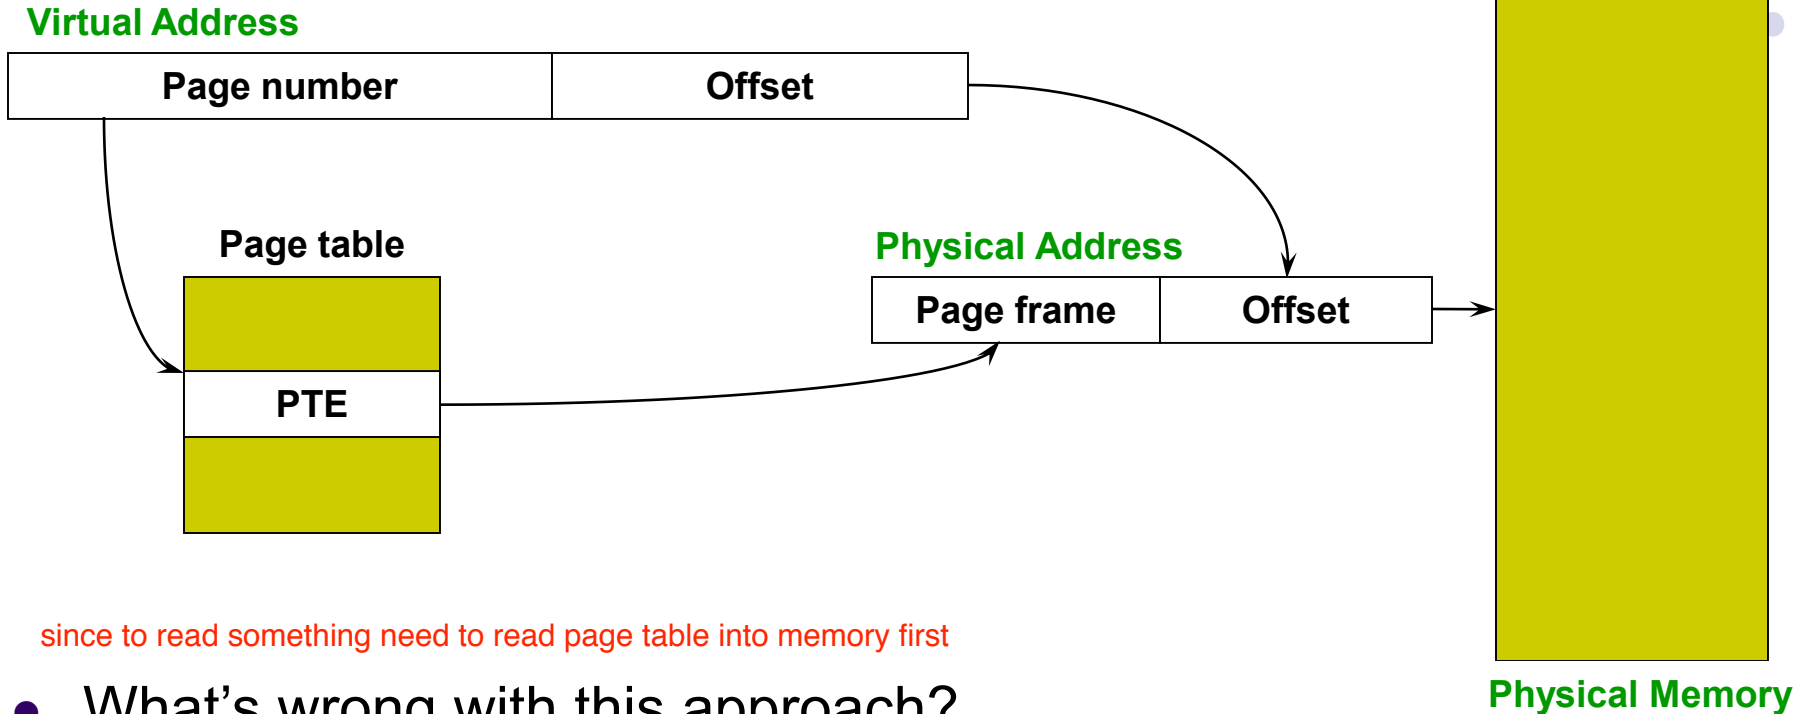 Virtual Address
Page number
Offset
Page table
Physical Address
Page frame
Offset
PTE
since to read something need to read page table into memory first
What's wrong with this approach?
Physical Memory